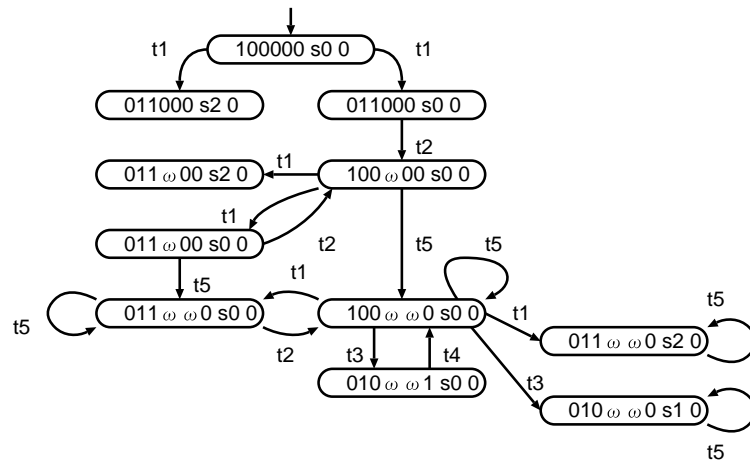 t1 100000 s0 0 t1
011000 s2 0 011000 s0 0
t2
011 ω 00 s2 0 t1 100 ω 00 s0 0
t1
011 ω 00 s0 0 t2 t5 t5
t5 t1
011 ω ω 0 s0 0 100 ω ω 0 s0 0 t1 t5
t5 t2 011 ω ω 0 s2 0
t3 t4 t3
010 ω ω 1 s0 0
010 ω ω 0 s1 0
t5